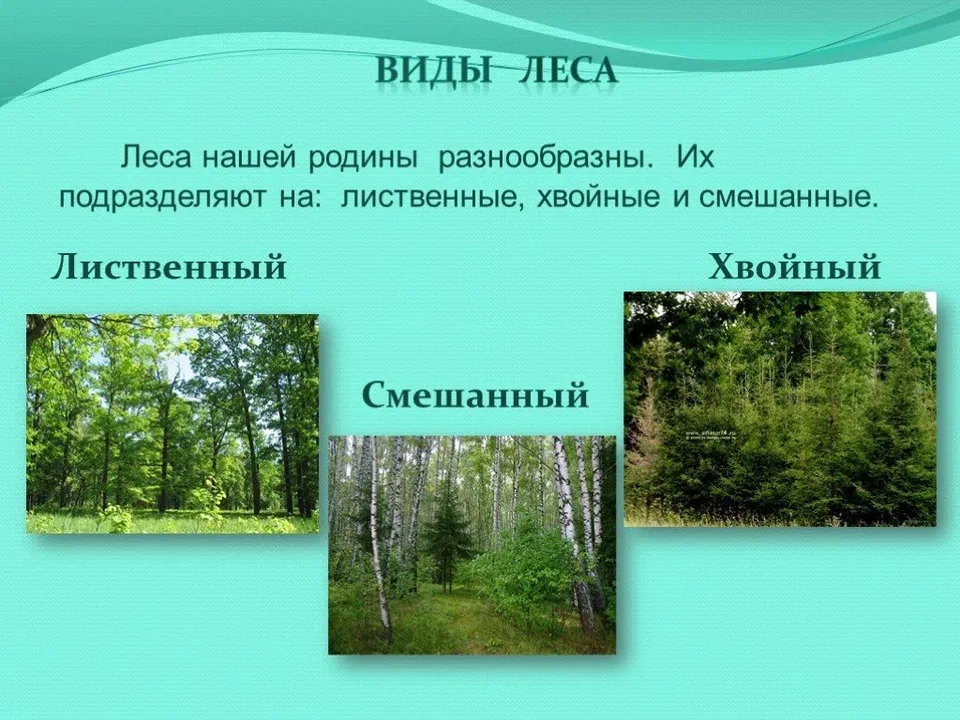 ВИДЫ ЛЕСА
Леса нашей родины разнообразны. Их
подразделяют на: лиственные, хвойные и смешанные.
Лиственный
Хвойный
Смешанный